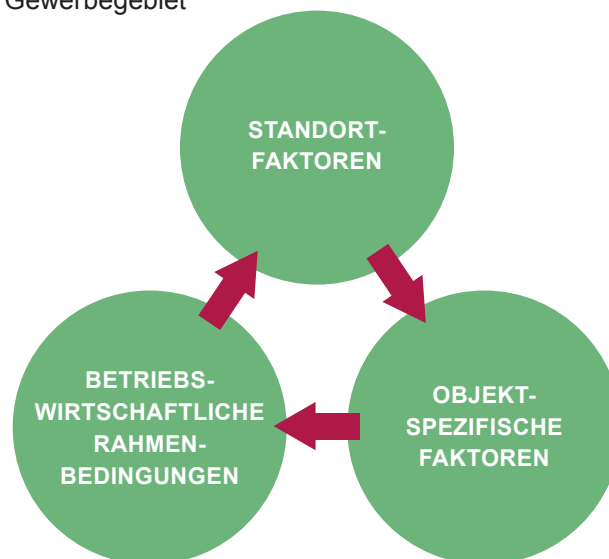 Gewerbegebiet
STANDORT-
FAKTOREN
BETRIEBS-
WIRTSCHAFTLICHE
RAHMEN-
BEDINGUNGEN
OBJEKT-
SPEZIFISCHE
FAKTOREN